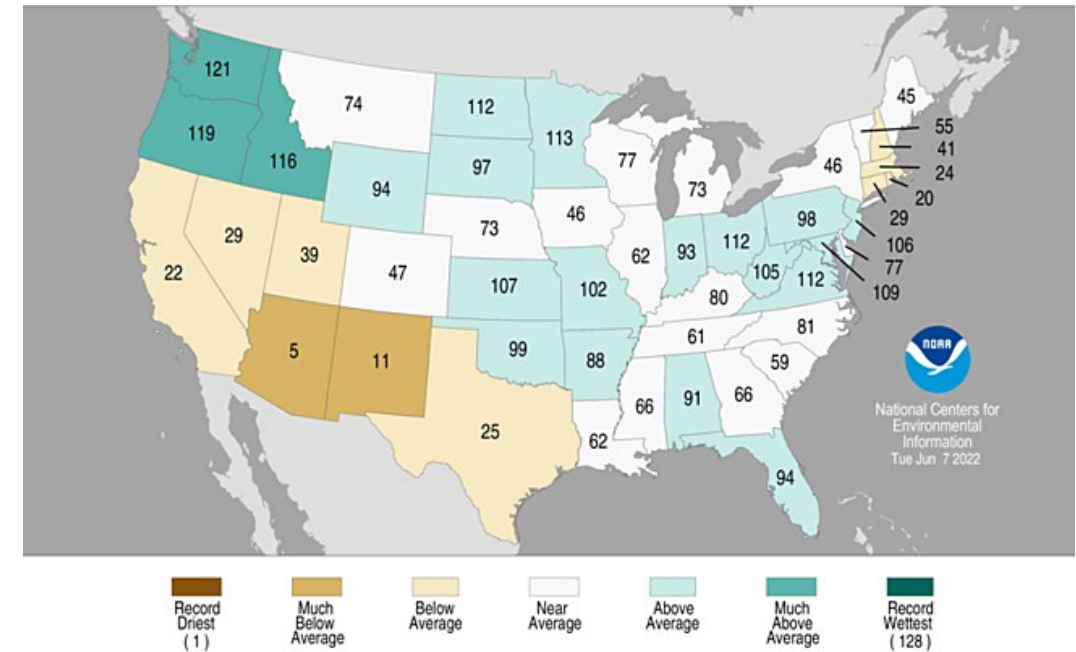 121
74
112
113
45
119
116
94
97
77
73
46
55
41
24
20
29
106
77
109
22
29
39
47
73
46
62
93
112
98
105
112
107
102
80
61
81
5
11
99
88
66
91
66
59
25
62
94
NOAA
National Centers for
Environmental
Information
Tue Jun 7 2022
Record
Driest
(1)
Much
Below
Average
Below
Average
Near
Average
Above
Average
Much
Above
Average
Record
Wettest
(128)